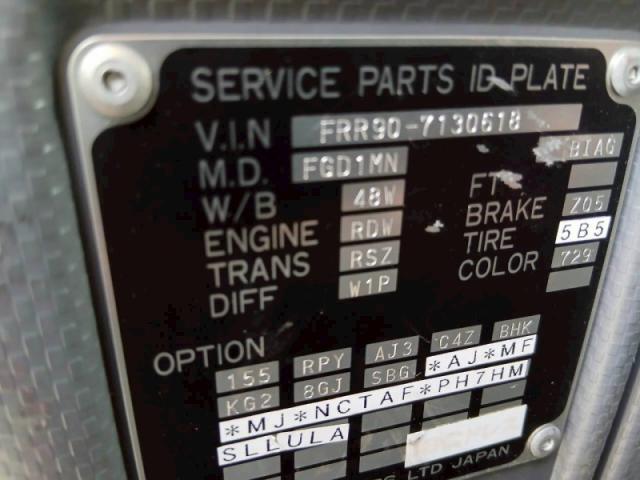 SERVICE PARTS ID PLATE
V.I.N FRR90-7130618
M.D. FGD1MN BIAG
W/B 48W FT
ENGINE RDW BRAKE Z05
TRANS RSZ TIRE 5B5
DIFF W1P COLOR 729
OPTION
155 RPY AJ3 C4Z BHK
KG2 8GJ SBG *AJ*MF
*MJ*NCTAF*PH7HM
SLLULA
LTD JAPAN